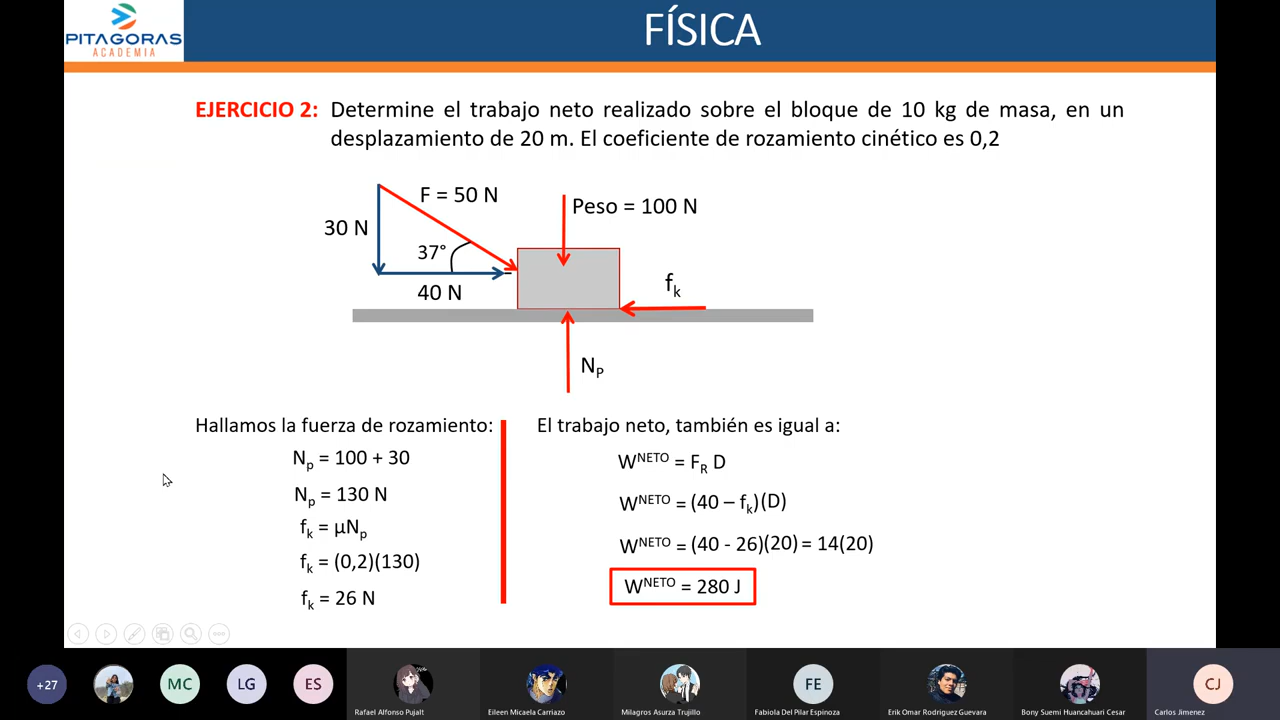 PITAGORAS
ACADEMIA
FÍSICA
EJERCICIO 2: Determine el trabajo neto realizado sobre el bloque de 10 kg de masa, en un
desplazamiento de 20 m. El coeficiente de rozamiento cinético es 0,2
F = 50 N
Peso = 100 N
30 N
37°
40 N
fk
NP
Hallamos la fuerza de rozamiento:
Np = 100 + 30
Np = 130 N
fk = µNp
fk = (0,2)(130)
fk = 26 N
El trabajo neto, también es igual a:
W^NETO = FR D
W^NETO = (40 – fk)(D)
W^NETO = (40 - 26)(20) = 14(20)
W^NETO = 280 J
+27
MC
LG
ES
FE
CJ
Rafael Alfonso Pujalt
Eileen Micaela Carriazo
Milagros Asurza Trujillo
Fabiola Del Pilar Espinoza
Erik Omar Rodriguez Guevara
Bony Suemi Huancahuari Cesar
Carlos Jimenez